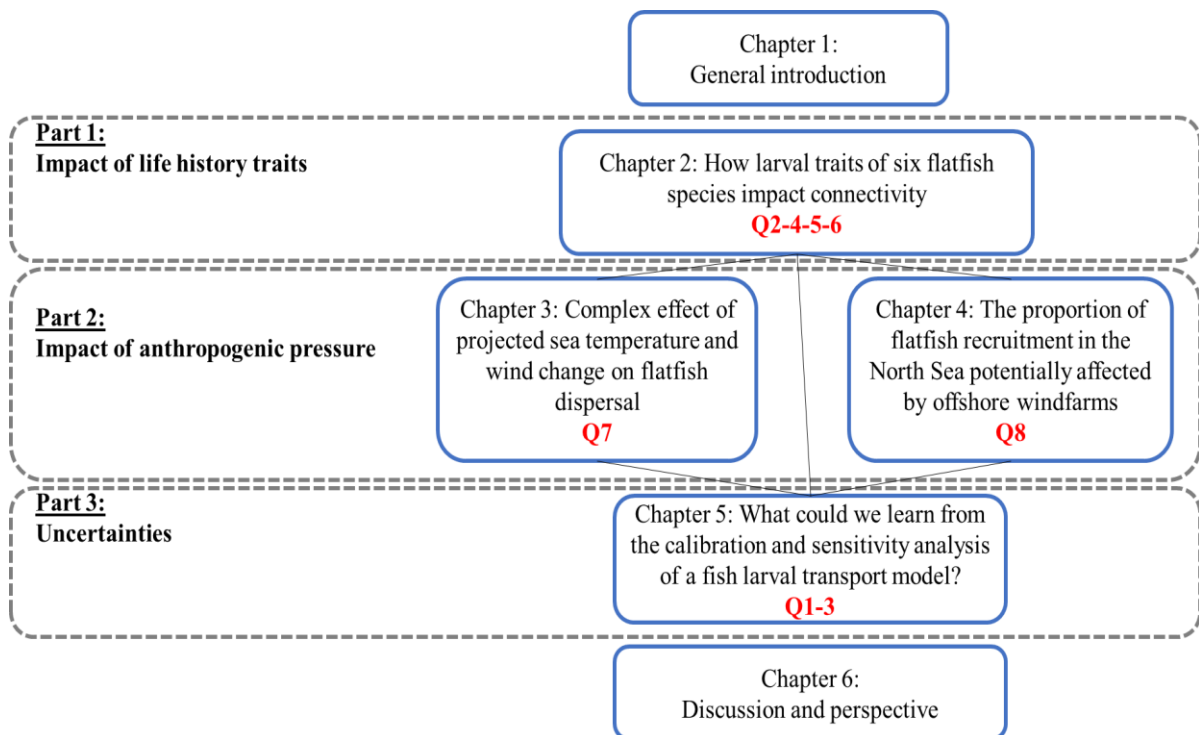 Chapter 1:
General introduction
Part 1:
Impact of life history traits
Chapter 2: How larval traits of six flatfish
species impact connectivity
Q2-4-5-6
Part 2:
Impact of anthropogenic pressure
Chapter 3: Complex effect of
projected sea temperature and
wind change on flatfish
dispersal
Q7
Chapter 4: The proportion of
flatfish recruitment in the
North Sea potentially affected
by offshore windfarms
Q8
Part 3:
Uncertainties
Chapter 5: What could we learn from
the calibration and sensitivity analysis
of a fish larval transport model?
Q1-3
Chapter 6:
Discussion and perspective